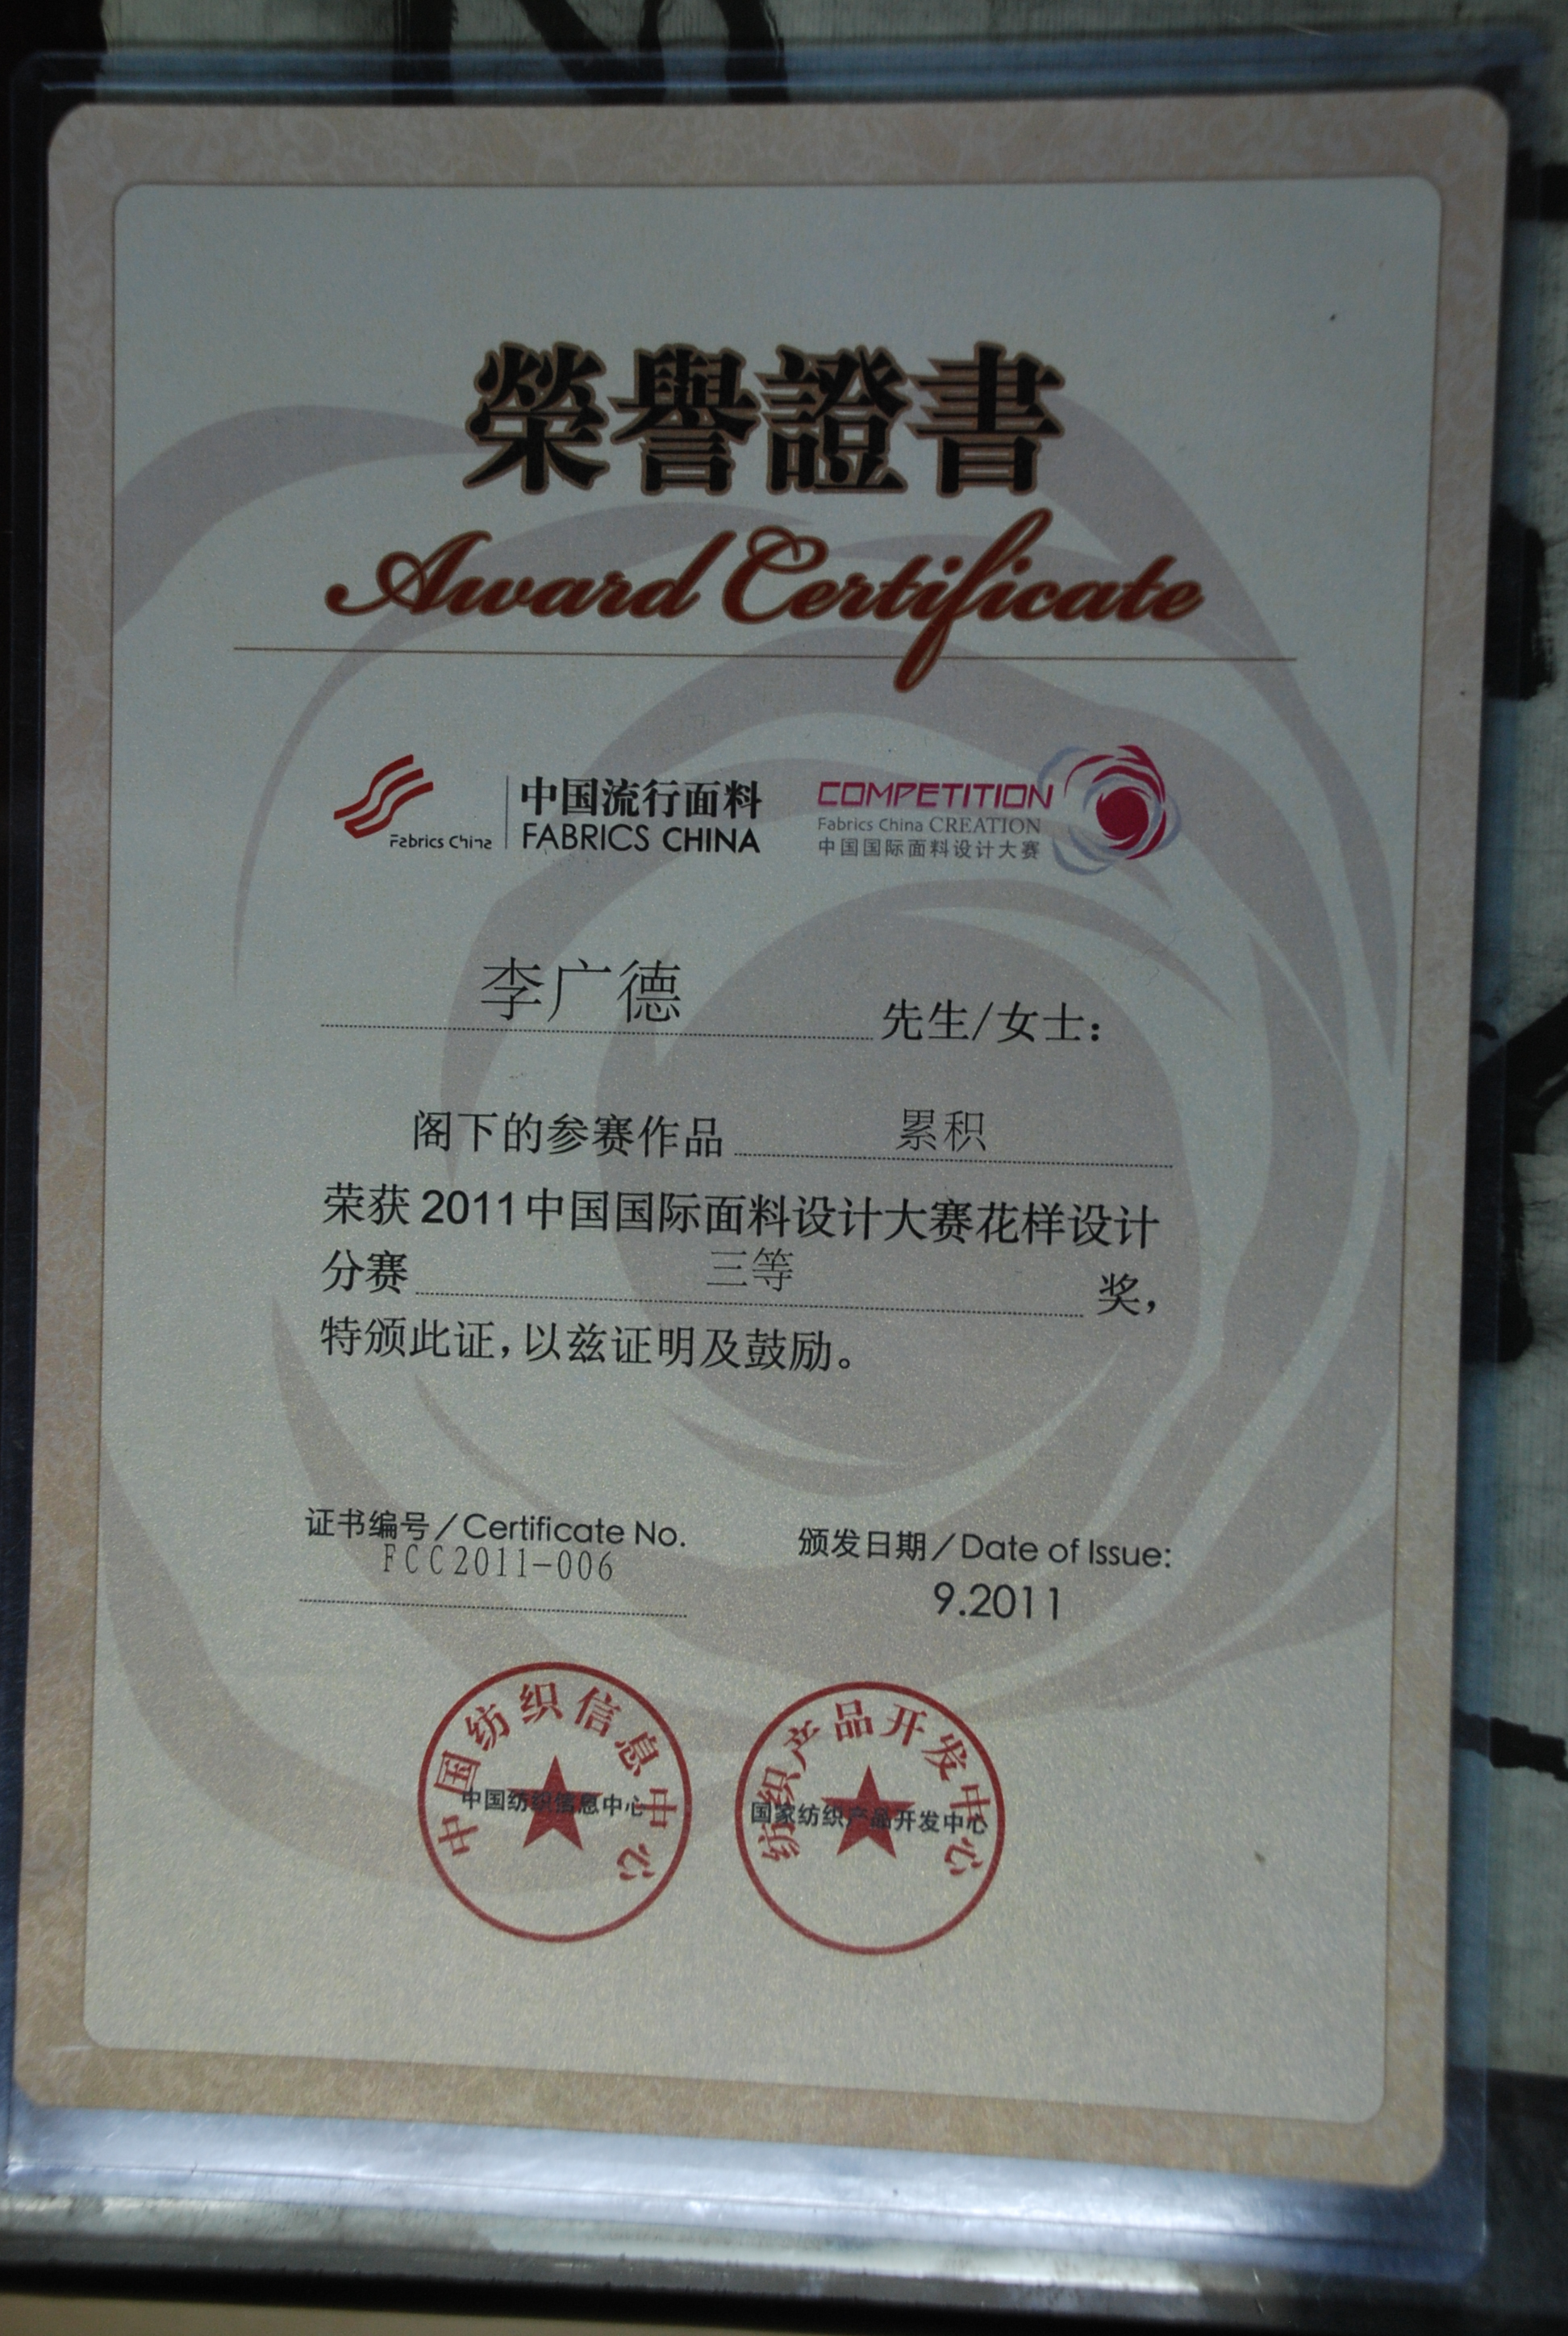 榮譽證書
Award Certificate
Fabrics China
中国流行面料
FABRICS CHINA
COMPETITION
Fabrics China CREATION
中国国际面料设计大赛
李广德 先生/女士：
阁下的参赛作品 累积
荣获2011中国国际面料设计大赛花样设计
分赛 三等 奖，
特颁此证，以兹证明及鼓励。
证书编号/Certificate No.
FCC2011-006
颁发日期/Date of Issue:
9.2011
中国纺织信息中心
中国纺织信息中心
纺织产品开发中心
国家纺织产品开发中心